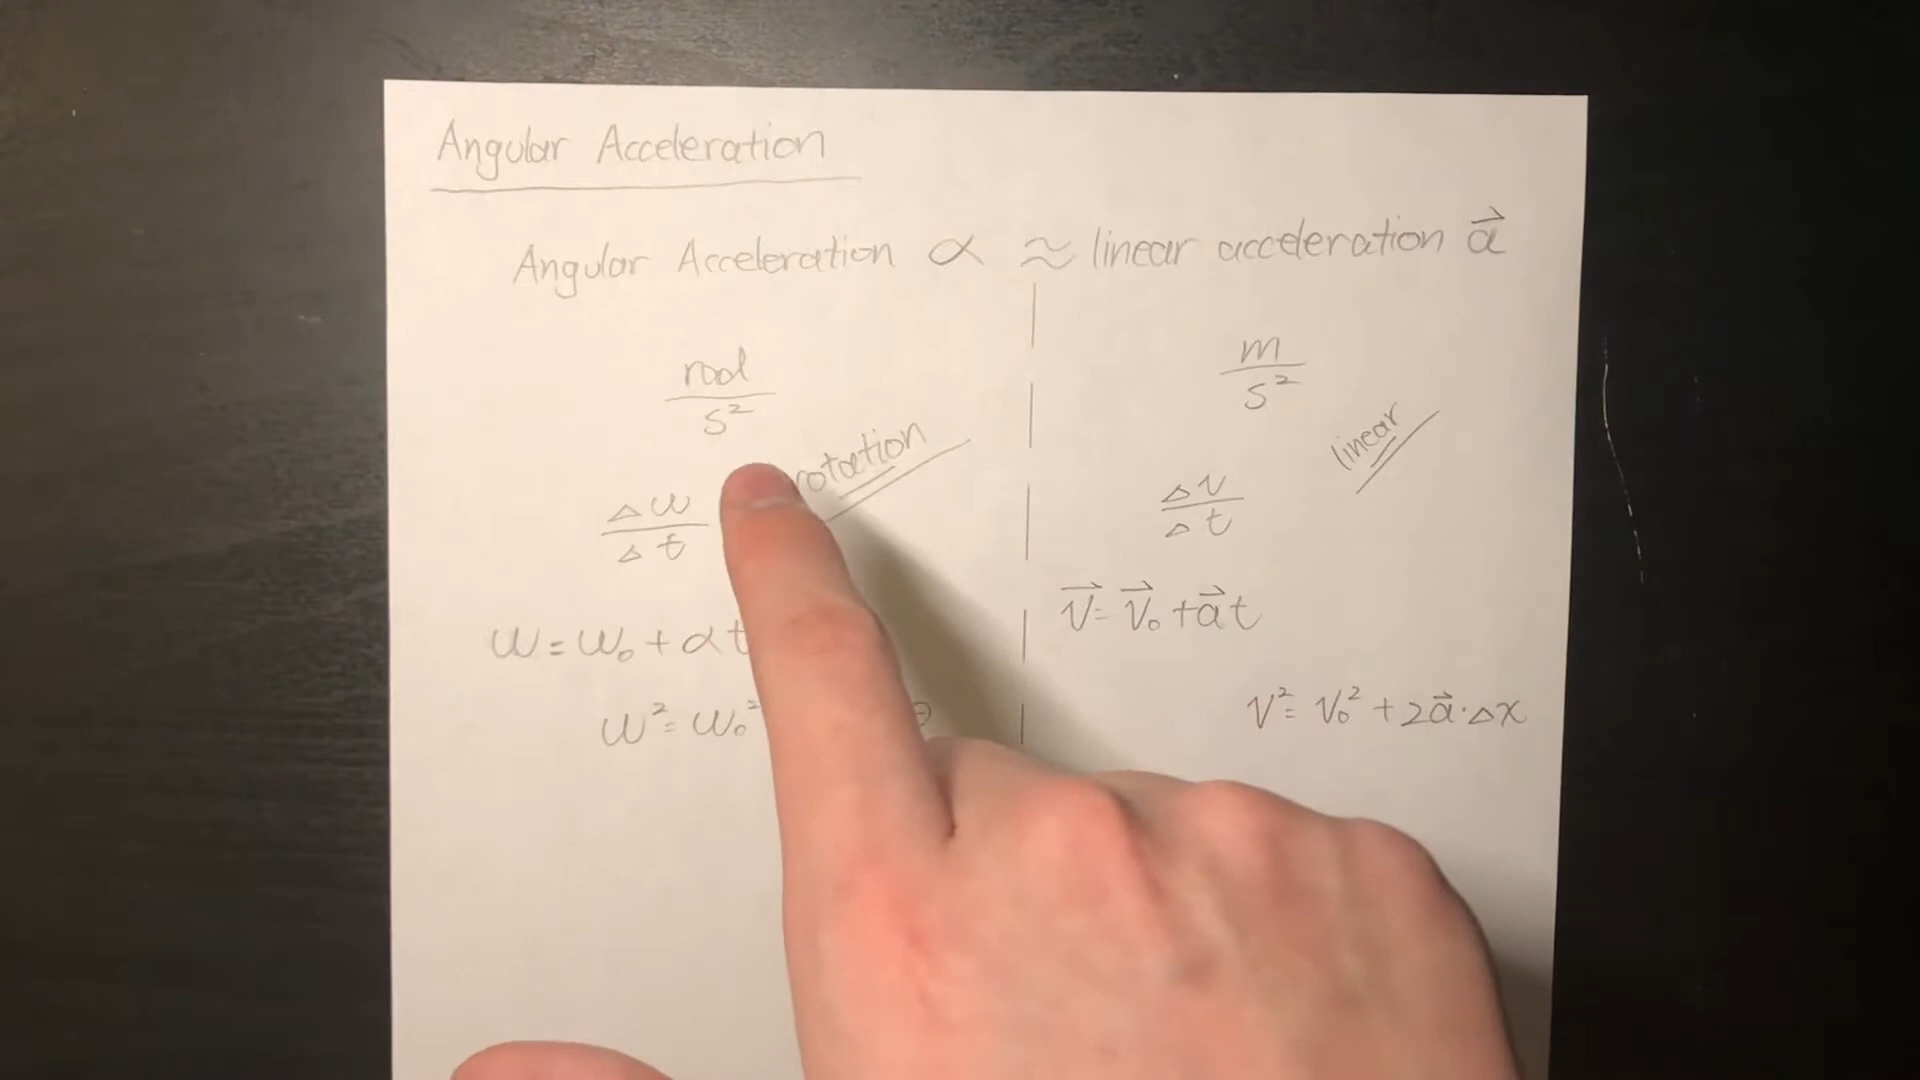 Angular Acceleration
Angular Acceleration α ≈ linear acceleration a⃗
rad/s²
m/s²
rotation
linear
Δω/Δt
Δv/Δt
ω = ω₀ + αt
v⃗ = v⃗₀ + a⃗t
ω² = ω₀²
v² = v₀² + 2a⃗·Δx